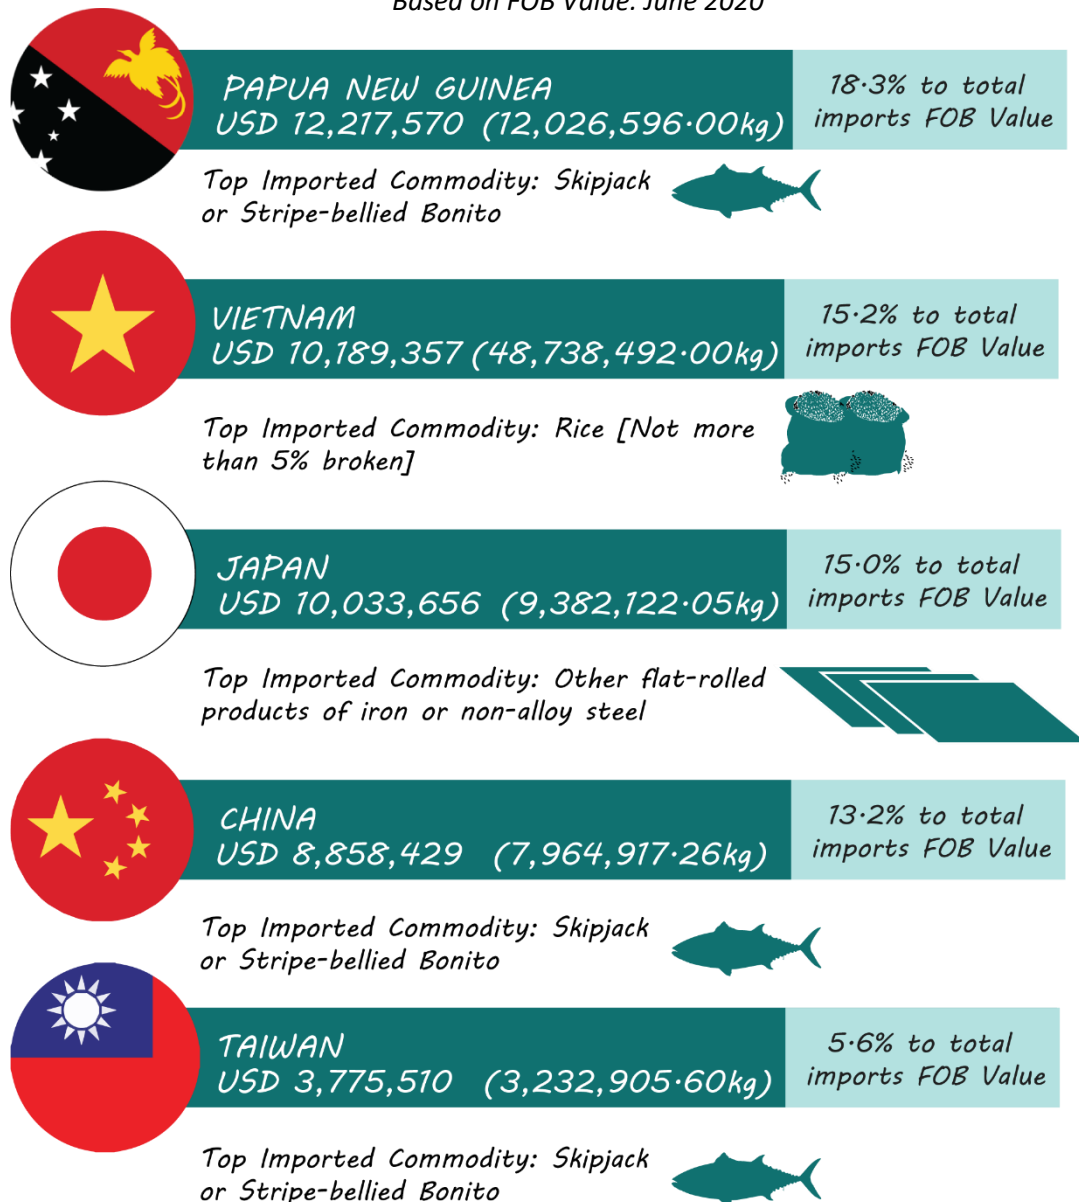 Based on FOB Value: June 2020
PAPUA NEW GUINEA
USD 12,217,570 (12,026,596.00kg)
18.3% to total
imports FOB Value
Top Imported Commodity: Skipjack
or Stripe-bellied Bonito
VIETNAM
USD 10,189,357 (48,738,492.00kg)
15.2% to total
imports FOB Value
Top Imported Commodity: Rice [Not more
than 5% broken]
JAPAN
USD 10,033,656 (9,382,122.05kg)
15.0% to total
imports FOB Value
Top Imported Commodity: Other flat-rolled
products of iron or non-alloy steel
CHINA
USD 8,858,429 (7,964,917.26kg)
13.2% to total
imports FOB Value
Top Imported Commodity: Skipjack
or Stripe-bellied Bonito
TAIWAN
USD 3,775,510 (3,232,905.60kg)
5.6% to total
imports FOB Value
Top Imported Commodity: Skipjack
or Stripe-bellied Bonito